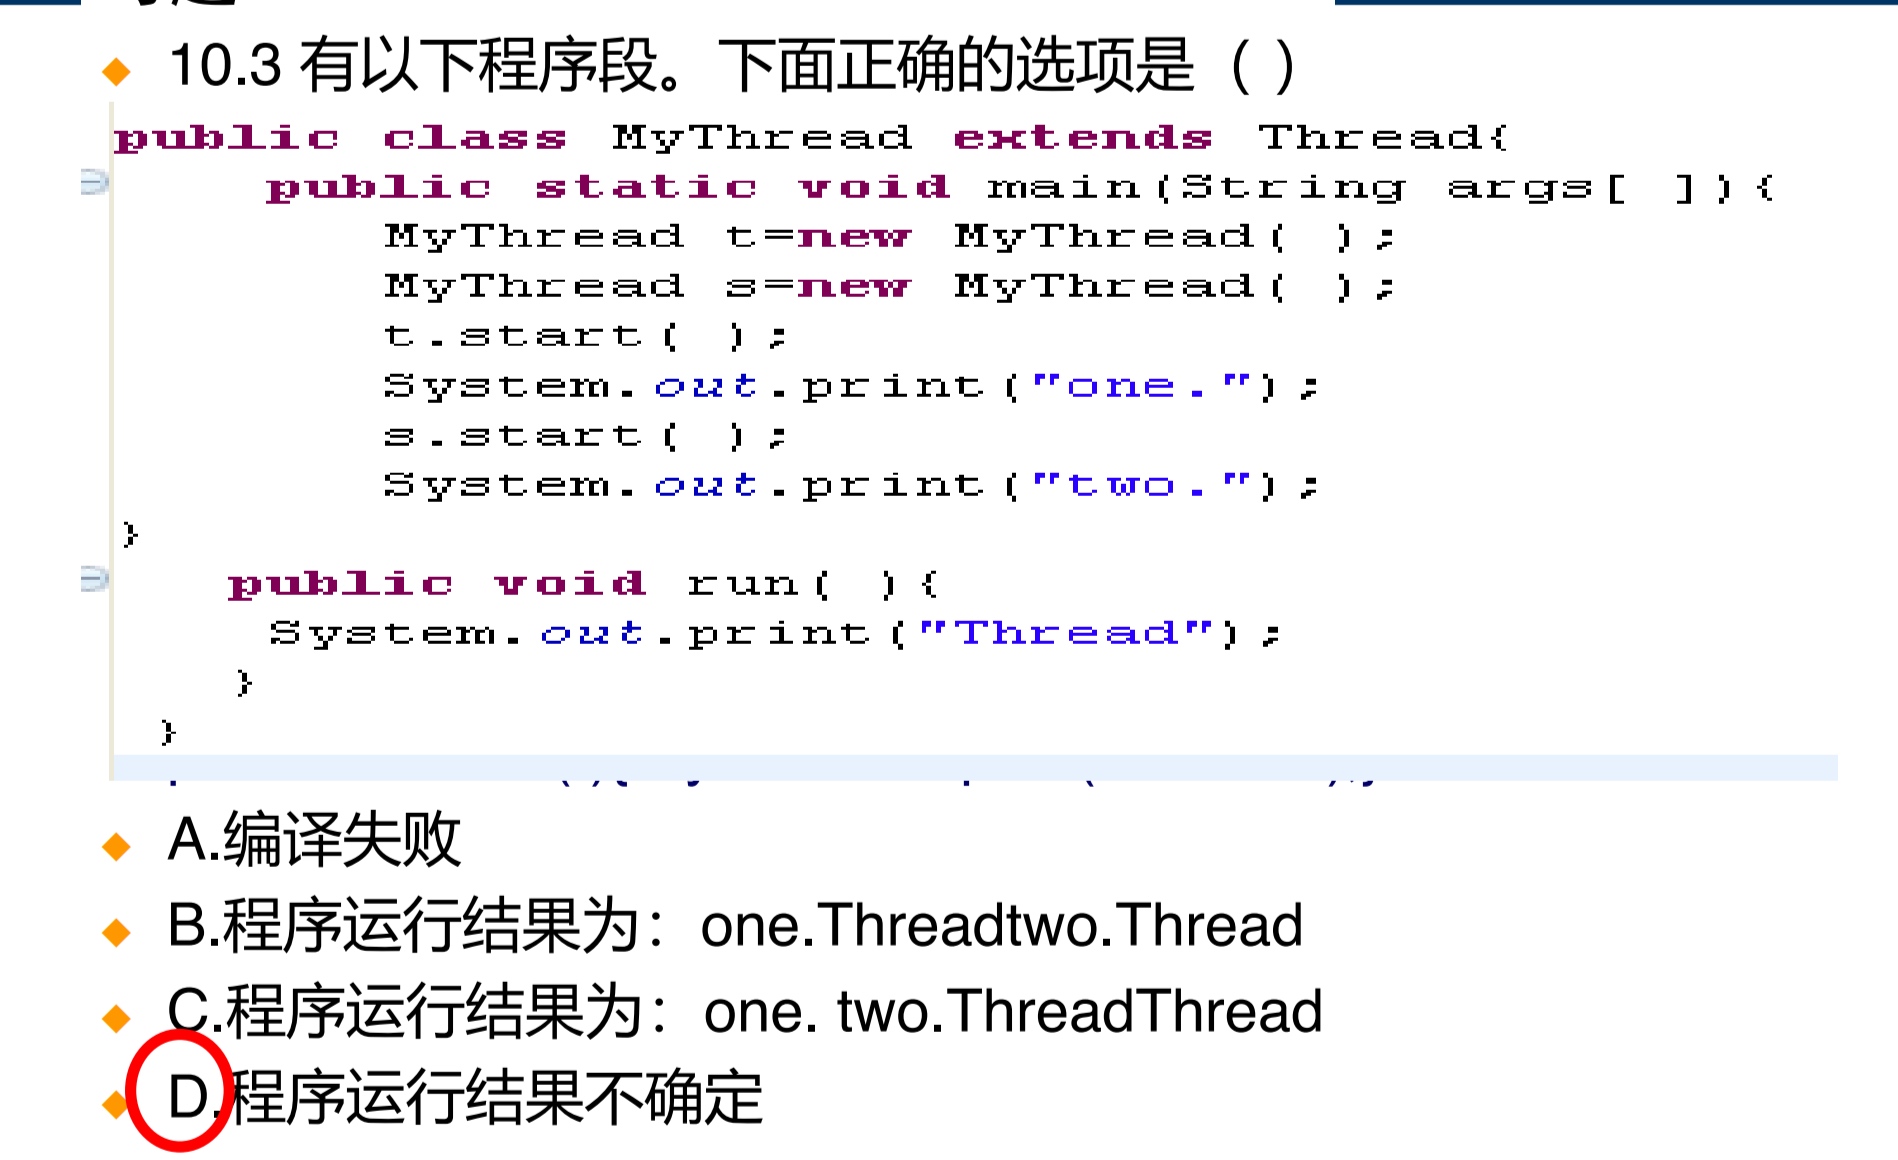 10.3 有以下程序段。下面正确的选项是（ ）
public class MyThread extends Thread{
public static void main(String args[ ]){
MyThread t=new MyThread( );
MyThread s=new MyThread( );
t.start( );
System.out.print("one.");
s.start( );
System.out.print("two.");
}
public void run( ){
System.out.print("Thread");
}
}
A.编译失败
B.程序运行结果为：one.Threadtwo.Thread
C.程序运行结果为：one. two.ThreadThread
D.程序运行结果不确定